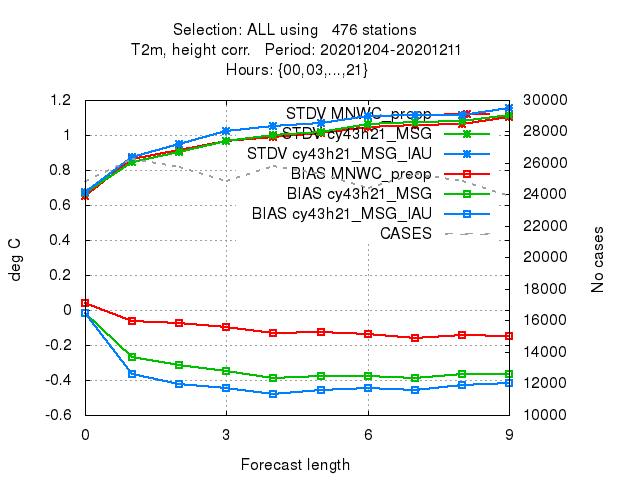 Selection: ALL using   476 stations
T2m, height corr.   Period: 20201204-20201211
Hours: {00,03,...,21}
1.2
1
0.8
0.6
0.4
0.2
0
-0.2
-0.4
-0.6
deg C
STDV MNWC_preop
STDV cy43h21_MSG
STDV cy43h21_MSG_IAU
BIAS MNWC_preop
BIAS cy43h21_MSG
BIAS cy43h21_MSG_IAU
CASES
30000
28000
26000
24000
22000
20000
18000
16000
14000
12000
10000
No cases
0 3 6 9
Forecast length